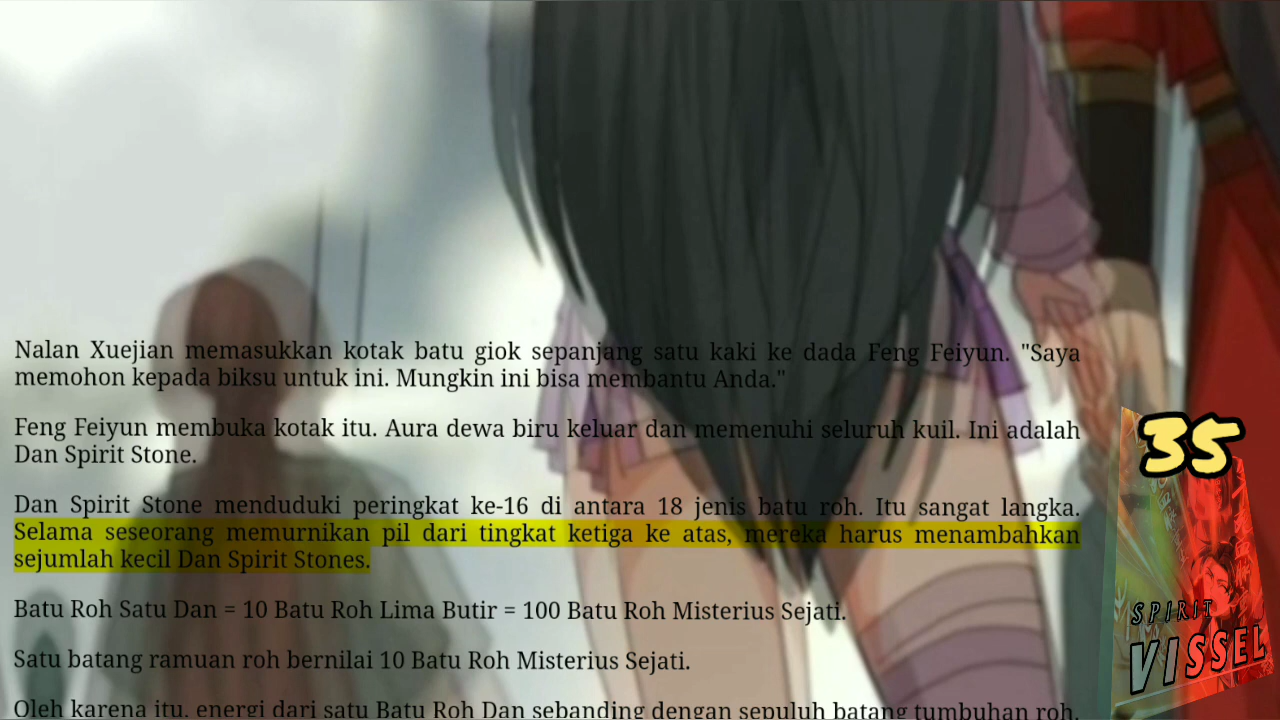 Nalan Xuejian memasukkan kotak batu giok sepanjang satu kaki ke dada Feng Feiyun. "Saya
memohon kepada biksu untuk ini. Mungkin ini bisa membantu Anda."
Feng Feiyun membuka kotak itu. Aura dewa biru keluar dan memenuhi seluruh kuil. Ini adalah
Dan Spirit Stone.
Dan Spirit Stone menduduki peringkat ke-16 di antara 18 jenis batu roh. Itu sangat langka.
Selama seseorang memurnikan pil dari tingkat ketiga ke atas, mereka harus menambahkan
sejumlah kecil Dan Spirit Stones.
Batu Roh Satu Dan = 10 Batu Roh Lima Butir = 100 Batu Roh Misterius Sejati.
Satu batang ramuan roh bernilai 10 Batu Roh Misterius Sejati.
Oleh karena itu, energi dari satu Batu Roh Dan sebanding dengan sepuluh batang tumbuhan roh.
35
SPIRIT
VISSEL